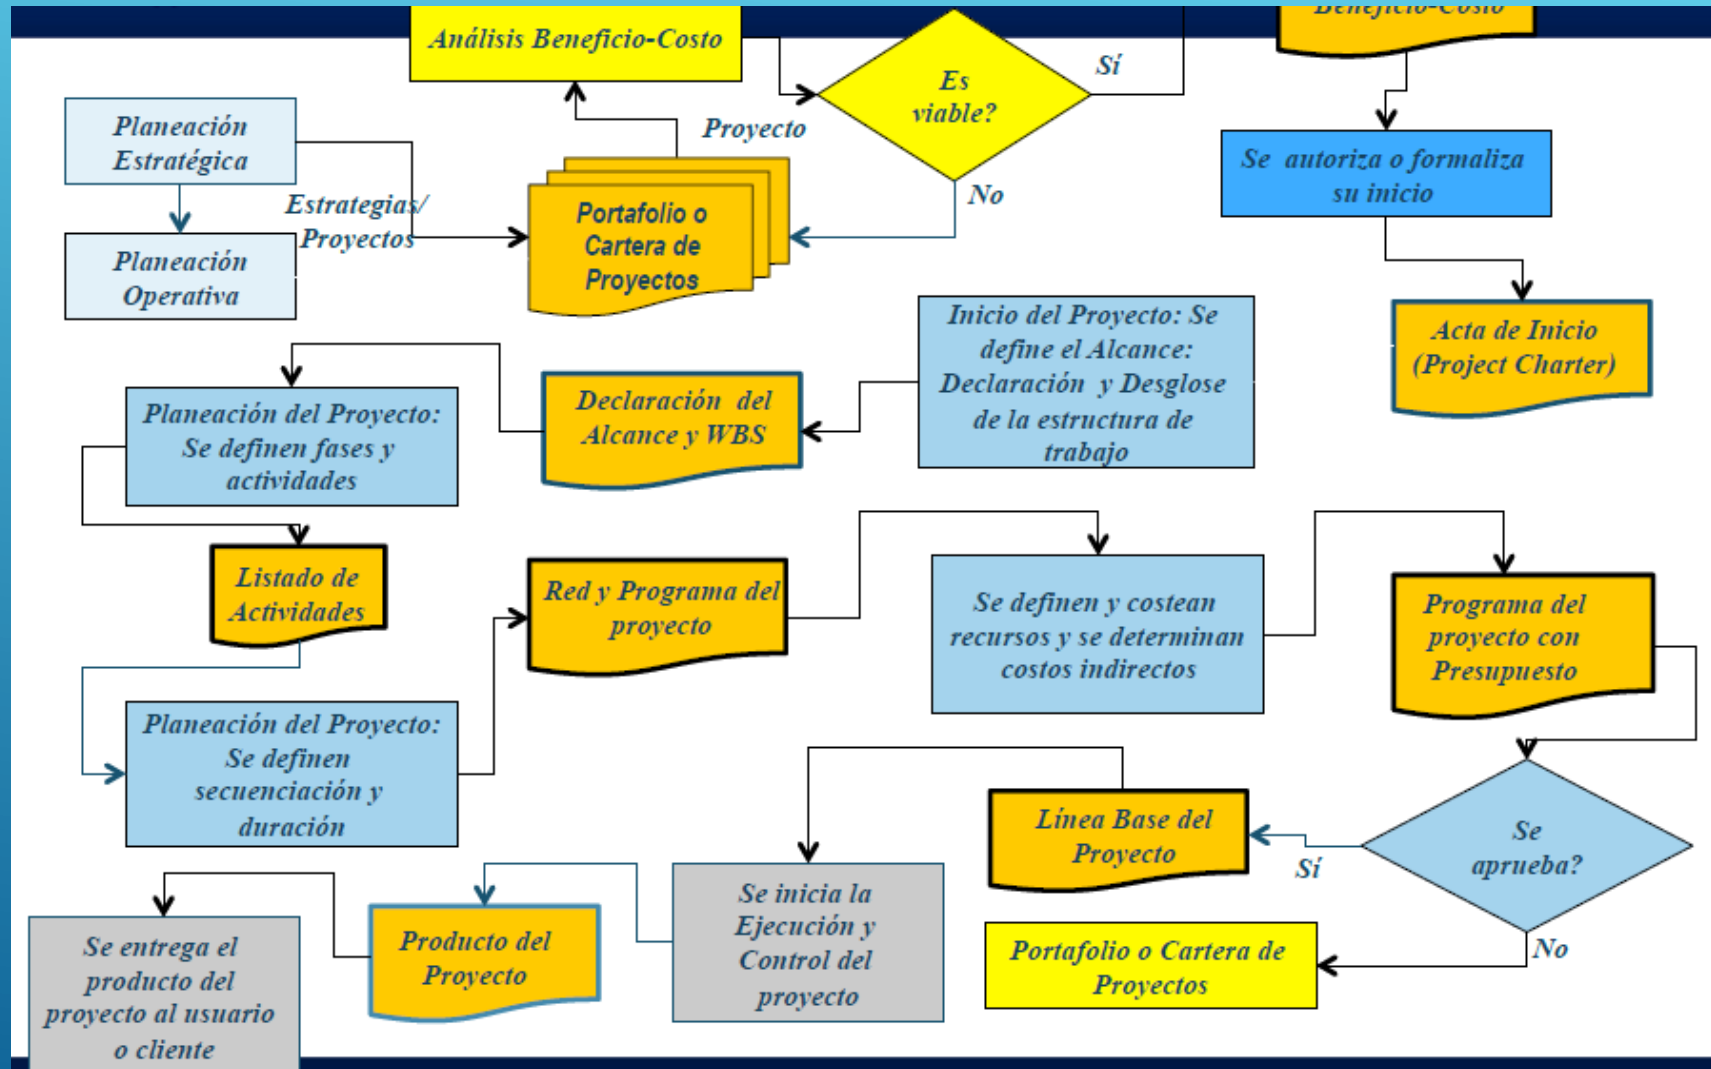 Beneficio-Costo
Análisis Beneficio-Costo
Es
viable?
Sí
No
Planeación
Estratégica
Estrategias/
Proyectos
Planeación
Operativa
Proyecto
Portafolio o
Cartera de
Proyectos
Se autoriza o formaliza
su inicio
Acta de Inicio
(Project Charter)
Inicio del Proyecto: Se
define el Alcance:
Declaración y Desglose
de la estructura de
trabajo
Declaración del
Alcance y WBS
Planeación del Proyecto:
Se definen fases y
actividades
Listado de
Actividades
Planeación del Proyecto:
Se definen
secuenciación y
duración
Red y Programa del
proyecto
Se definen y costean
recursos y se determinan
costos indirectos
Programa del
proyecto con
Presupuesto
Se
aprueba?
Sí
No
Línea Base del
Proyecto
Portafolio o Cartera de
Proyectos
Se inicia la
Ejecución y
Control del
proyecto
Producto del
Proyecto
Se entrega el
producto del
proyecto al usuario
o cliente